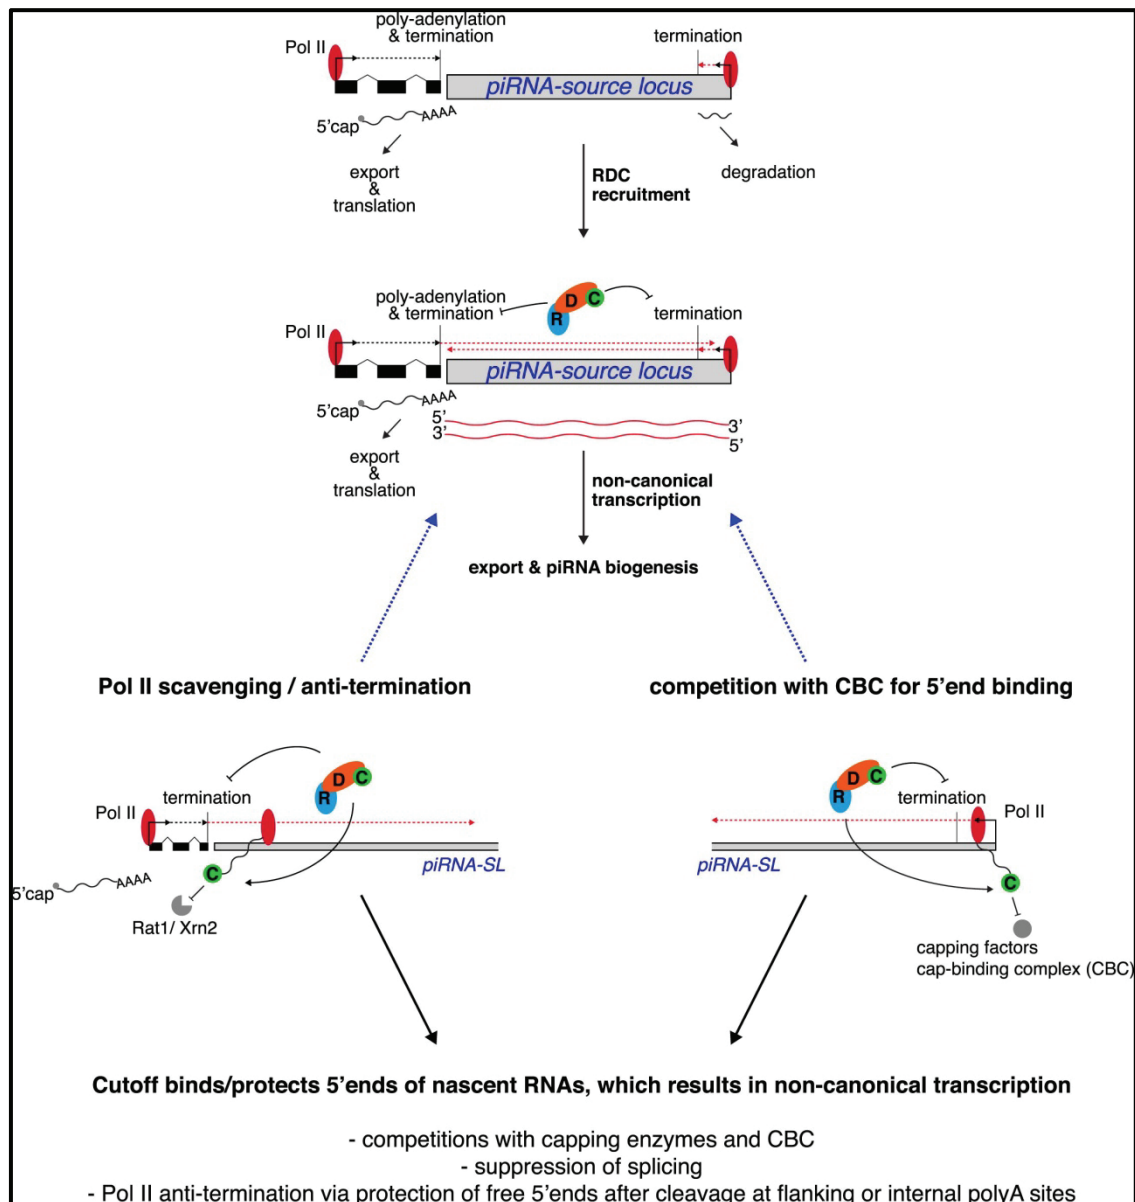 poly-adenylation
& termination
termination
Pol II
piRNA-source locus
5'cap
AAAA
export
&
translation
RDC
recruitment
degradation
poly-adenylation
& termination
R D C
termination
Pol II
piRNA-source locus
5'cap
AAAA
5'
3'
3'
5'
export
&
translation
non-canonical
transcription
export & piRNA biogenesis
Pol II scavenging / anti-termination
competition with CBC for 5'end binding
R D C
termination
Pol II
piRNA-SL
5'cap
AAAA
C
Rat1/ Xrn2
R D C
termination
Pol II
piRNA-SL
C
capping factors
cap-binding complex (CBC)
Cutoff binds/protects 5'ends of nascent RNAs, which results in non-canonical transcription
- competitions with capping enzymes and CBC
- suppression of splicing
- Pol II anti-termination via protection of free 5'ends after cleavage at flanking or internal polyA sites